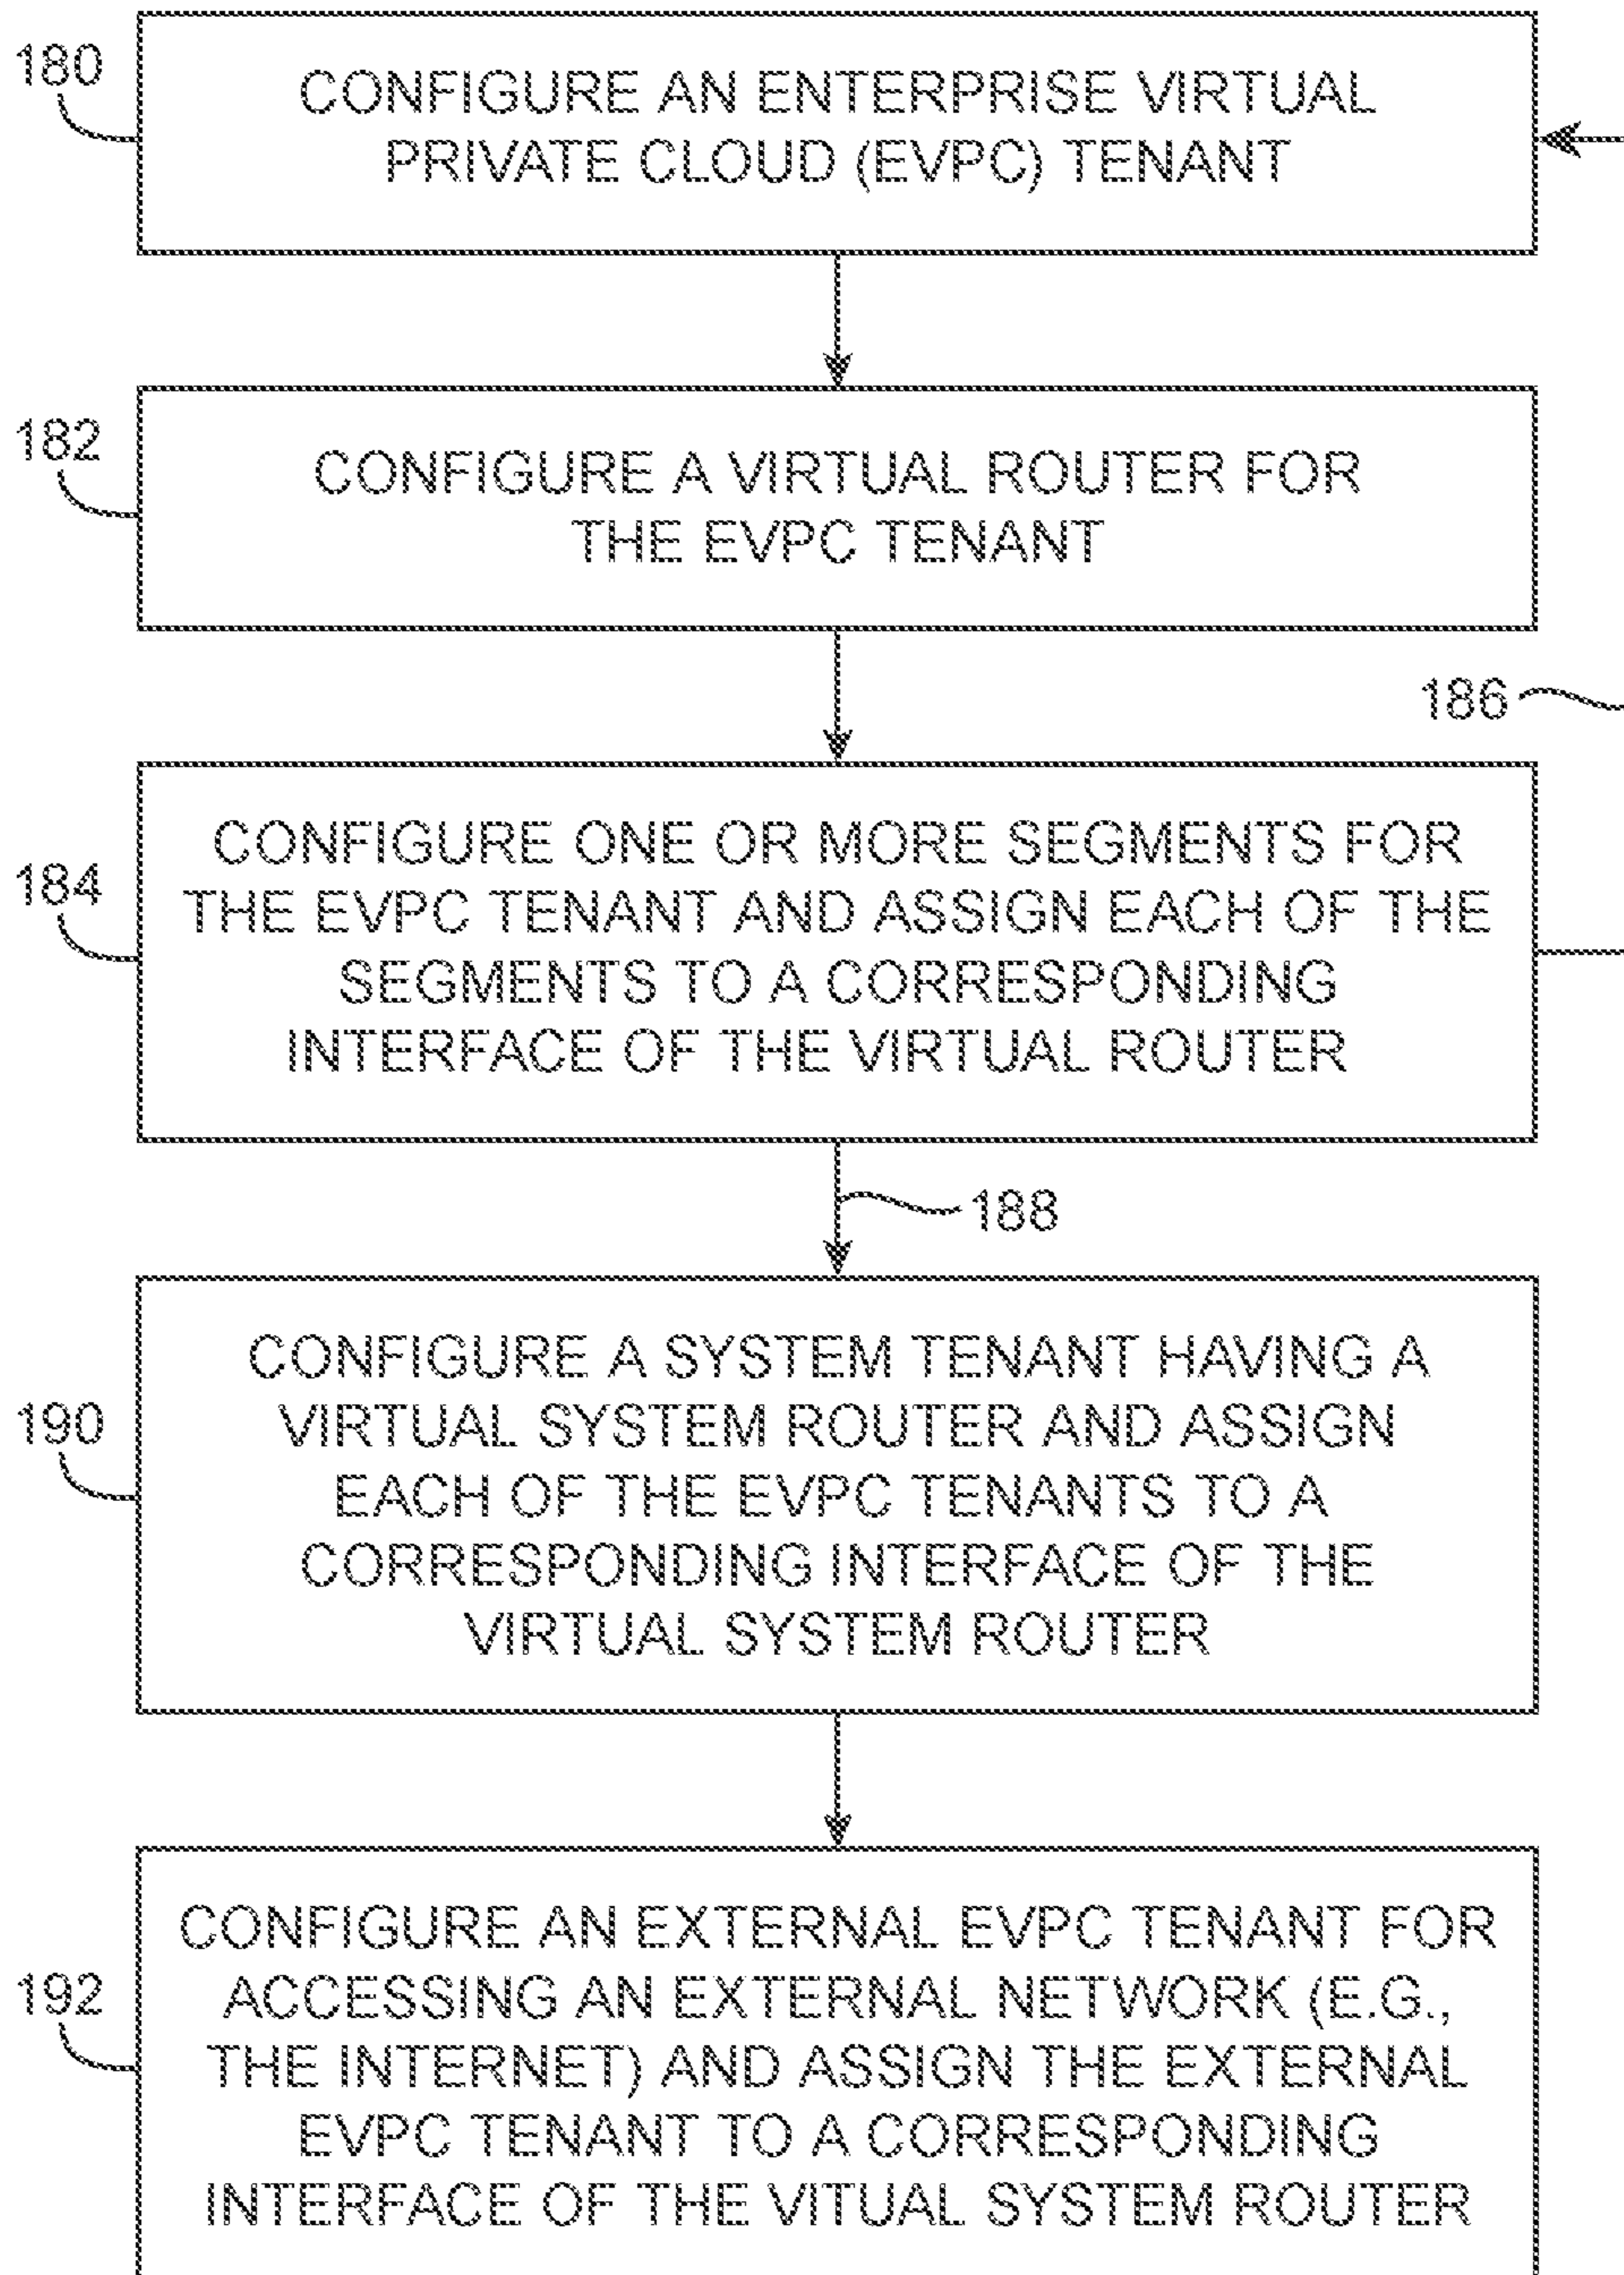 180
CONFIGURE AN ENTERPRISE VIRTUAL
PRIVATE CLOUD (EVPC) TENANT
182
CONFIGURE A VIRTUAL ROUTER FOR
THE EVPC TENANT
186
184
CONFIGURE ONE OR MORE SEGMENTS FOR
THE EVPC TENANT AND ASSIGN EACH OF THE
SEGMENTS TO A CORRESPONDING
INTERFACE OF THE VIRTUAL ROUTER
188
190
CONFIGURE A SYSTEM TENANT HAVING A
VIRTUAL SYSTEM ROUTER AND ASSIGN
EACH OF THE EVPC TENANTS TO A
CORRESPONDING INTERFACE OF THE
VIRTUAL SYSTEM ROUTER
192
CONFIGURE AN EXTERNAL EVPC TENANT FOR
ACCESSING AN EXTERNAL NETWORK (E.G.,
THE INTERNET) AND ASSIGN THE EXTERNAL
EVPC TENANT TO A CORRESPONDING
INTERFACE OF THE VITUAL SYSTEM ROUTER